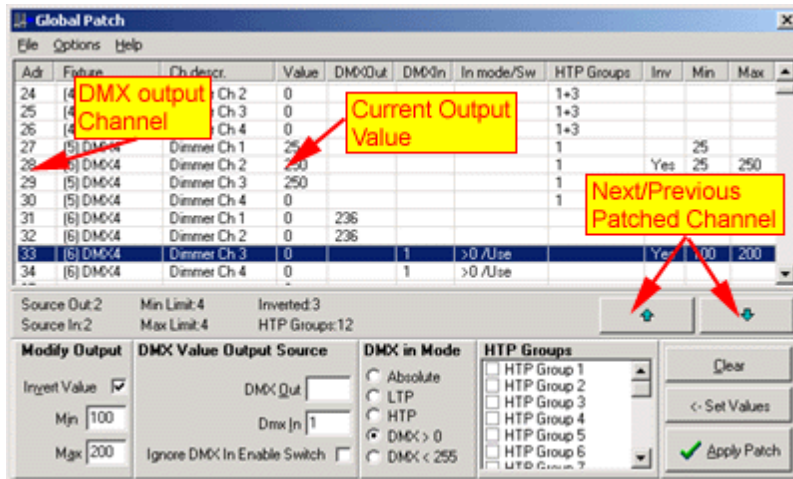 Global Patch
File Options Help
Adr Fixture Ch.descr. Value DMXOut DMXIn In mode/Sw HTP Groups Inv Min Max
24 (4 Ch 2 0 1+3
25 (4 Ch 3 0 1+3
26 (4 Ch 4 0 1+3
27 (5) DMX4 Dimmer Ch 1 25 1 25
28 (5) DMX4 Dimmer Ch 2 250 1 Yes 25 250
29 (5) DMX4 Dimmer Ch 3 250 1
30 (5) DMX4 Dimmer Ch 4 0 1
31 (6) DMX4 Dimmer Ch 1 0 236
32 (6) DMX4 Dimmer Ch 2 0 236
33 (6) DMX4 Dimmer Ch 3 0 1 >0 /Use Yes 100 200
34 (6) DMX4 Dimmer Ch 4 0 1 >0 /Use
DMX output
Channel
Current Output
Value
Next/Previous
Patched Channel
Source Out:2 Min Limit:4 Inverted:3
Source In:2 Max Limit:4 HTP Groups:12
Modify Output
Invert Value
Min 100
Max 200
DMX Value Output Source
DMX Out
Dmx In 1
Ignore DMX In Enable Switch
DMX in Mode
Absolute
LTP
HTP
DMX > 0
DMX < 255
HTP Groups
HTP Group 1
HTP Group 2
HTP Group 3
HTP Group 4
HTP Group 5
HTP Group 6
HTP Group 7
Clear
<- Set Values
Apply Patch